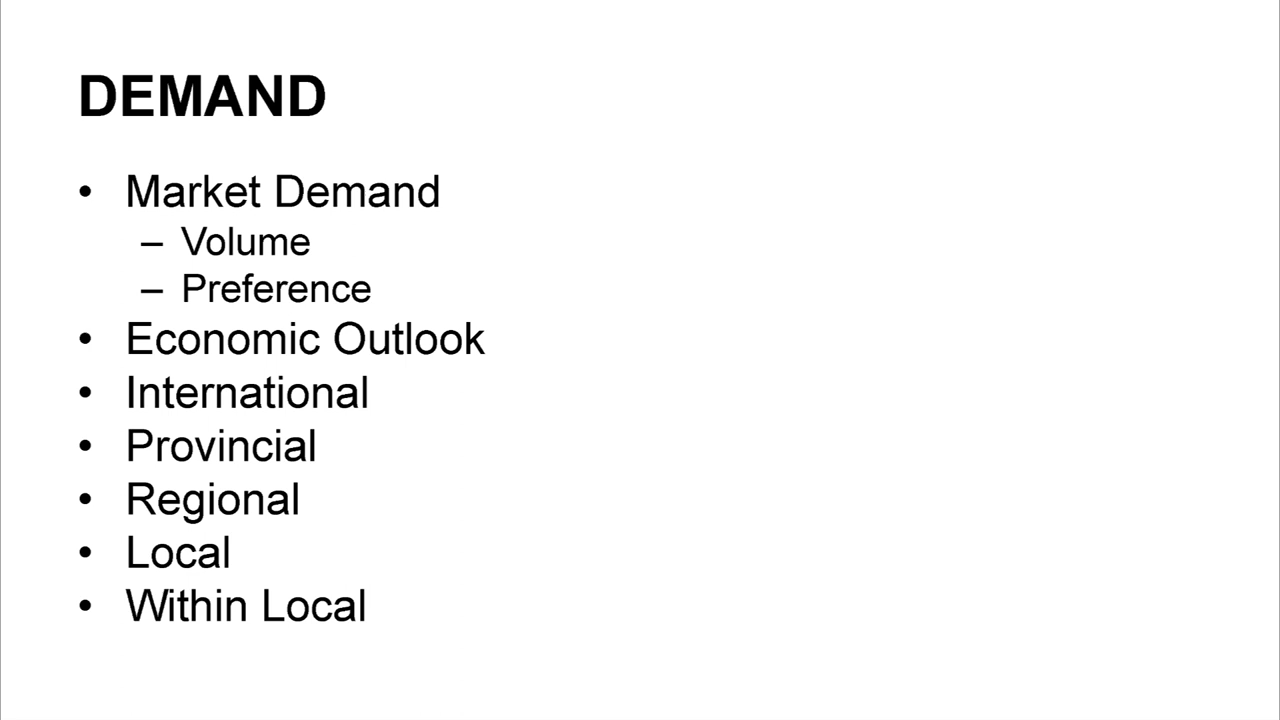 DEMAND
• Market Demand
– Volume
– Preference
• Economic Outlook
• International
• Provincial
• Regional
• Local
• Within Local